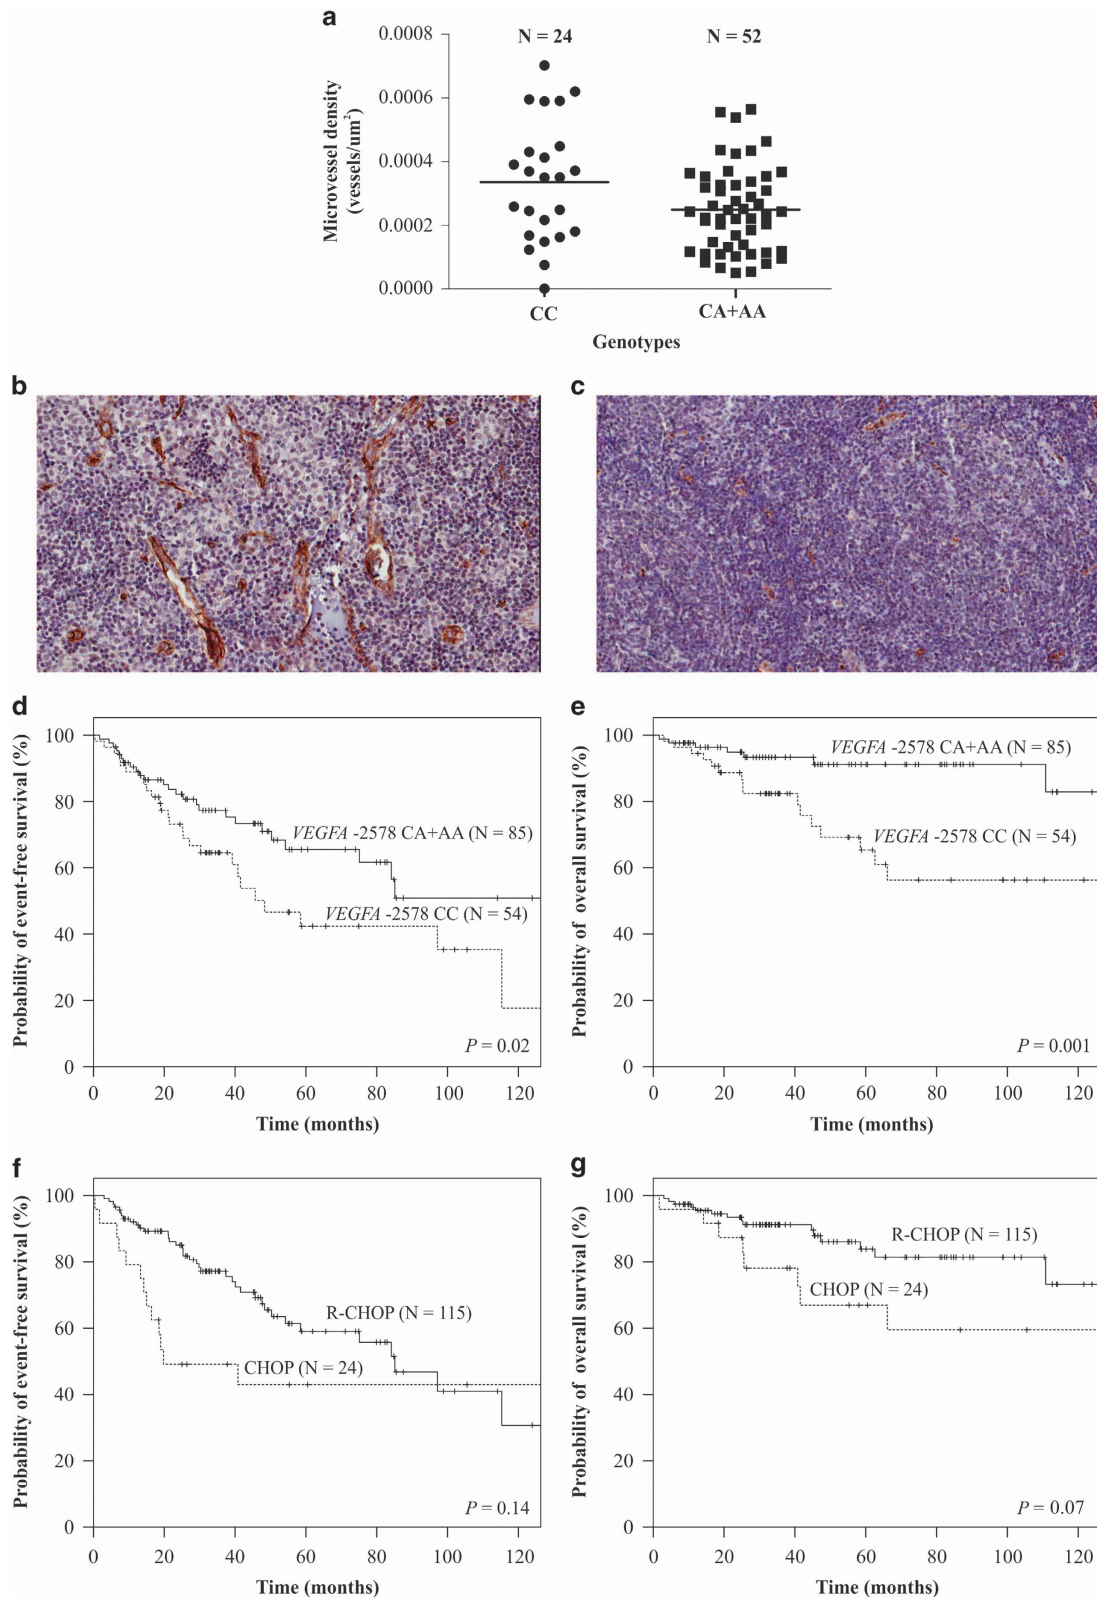 a
N = 24
N = 52
0.0008
0.0006
0.0004
0.0002
0.0000
Microvessel density
(vessels/um²)
CC
CA+AA
Genotypes
b
c
d
100
80
60
40
20
0
Probability of event-free survival (%)
VEGFA -2578 CA+AA (N = 85)
VEGFA -2578 CC (N = 54)
P = 0.02
0 20 40 60 80 100 120
Time (months)
e
100
80
60
40
20
0
Probability of overall survival (%)
VEGFA -2578 CA+AA (N = 85)
VEGFA -2578 CC (N = 54)
P = 0.001
0 20 40 60 80 100 120
Time (months)
f
100
80
60
40
20
0
Probability of event-free survival (%)
R-CHOP (N = 115)
CHOP (N = 24)
P = 0.14
0 20 40 60 80 100 120
Time (months)
g
100
80
60
40
20
0
Probability of overall survival (%)
R-CHOP (N = 115)
CHOP (N = 24)
P = 0.07
0 20 40 60 80 100 120
Time (months)